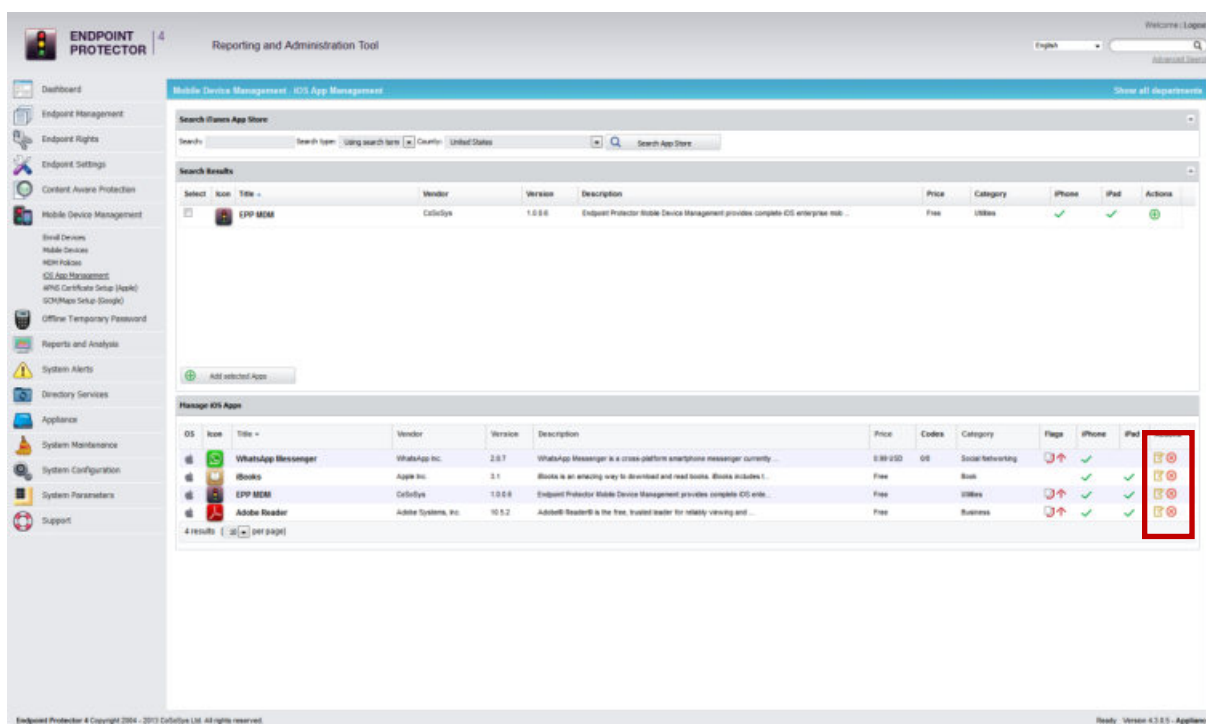 Welcome | Logout
ENDPOINT PROTECTOR 4
Reporting and Administration Tool
English
Advanced Search
Dashboard
Endpoint Management
Endpoint Rights
Endpoint Settings
Content Aware Protection
Mobile Device Management
Enroll Devices
Mobile Devices
MDM Policies
iOS App Management
APNS Certificate Setup (Apple)
GCM/Maps Setup (Google)
Offline Temporary Password
Reports and Analysis
System Alerts
Directory Services
Appliance
System Maintenance
System Configuration
System Parameters
Support
Mobile Device Management - iOS App Management
Show all departments
Search iTunes App Store
Search: Search type: Using search term Country: United States Search App Store
Search Results
Select Icon Title Vendor Version Description Price Category iPhone iPad Actions
EPP MDM CoSoSys 1.0.0.6 Endpoint Protector Mobile Device Management provides complete iOS enterprise mob ... Free Utilities
Add selected Apps
Manage iOS Apps
OS Icon Title Vendor Version Description Price Codes Category Flags iPhone iPad
WhatsApp Messenger WhatsApp Inc. 2.8.7 WhatsApp Messenger is a cross-platform smartphone messenger currently ... 0.99 USD Social Networking
iBooks Apple Inc. 3.1 iBooks is an amazing way to download and read books. iBooks includes t... Free Book
EPP MDM CoSoSys 1.0.0.6 Endpoint Protector Mobile Device Management provides complete iOS ente... Free Utilities
Adobe Reader Adobe Systems, Inc. 10.5.2 Adobe® Reader® is the free, trusted leader for reliably viewing and ... Free Business
4 results [ per page]
Endpoint Protector 4 Copyright 2004 - 2013 CoSoSys Ltd. All rights reserved.
Ready Version 4.3.0.5 - Appliance